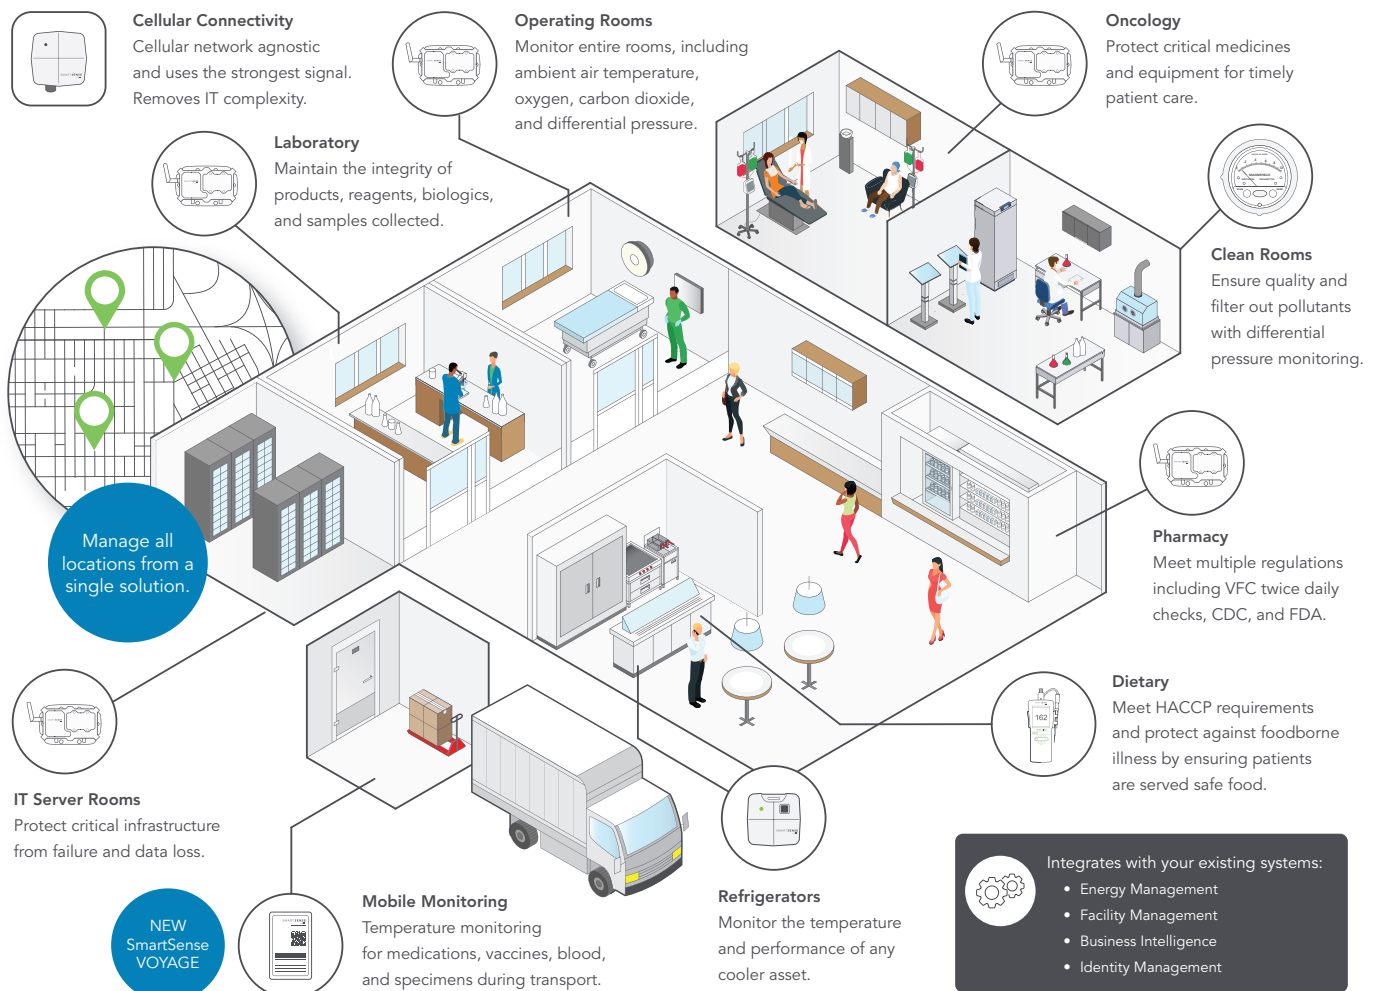 Cellular Connectivity
Cellular network agnostic
and uses the strongest signal.
Removes IT complexity.
Operating Rooms
Monitor entire rooms, including
ambient air temperature,
oxygen, carbon dioxide,
and differential pressure.
Oncology
Protect critical medicines
and equipment for timely
patient care.
Laboratory
Maintain the integrity of
products, reagents, biologics,
and samples collected.
Clean Rooms
Ensure quality and
filter out pollutants
with differential
pressure monitoring.
Manage all
locations from a
single solution.
Pharmacy
Meet multiple regulations
including VFC twice daily
checks, CDC, and FDA.
Dietary
Meet HACCP requirements
and protect against foodborne
illness by ensuring patients
are served safe food.
162
IT Server Rooms
Protect critical infrastructure
from failure and data loss.
NEW
SmartSense
VOYAGE
SMARTSENSE
Mobile Monitoring
Temperature monitoring
for medications, vaccines, blood,
and specimens during transport.
Refrigerators
Monitor the temperature
and performance of any
cooler asset.
Integrates with your existing systems:
• Energy Management
• Facility Management
• Business Intelligence
• Identity Management